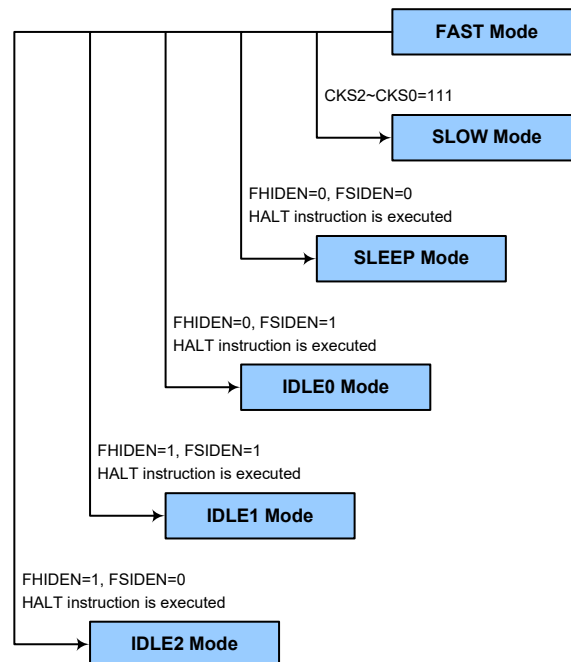 FAST Mode
CKS2~CKS0=111
SLOW Mode
FHIDEN=0, FSIDEN=0
HALT instruction is executed
SLEEP Mode
FHIDEN=0, FSIDEN=1
HALT instruction is executed
IDLE0 Mode
FHIDEN=1, FSIDEN=1
HALT instruction is executed
IDLE1 Mode
FHIDEN=1, FSIDEN=0
HALT instruction is executed
IDLE2 Mode